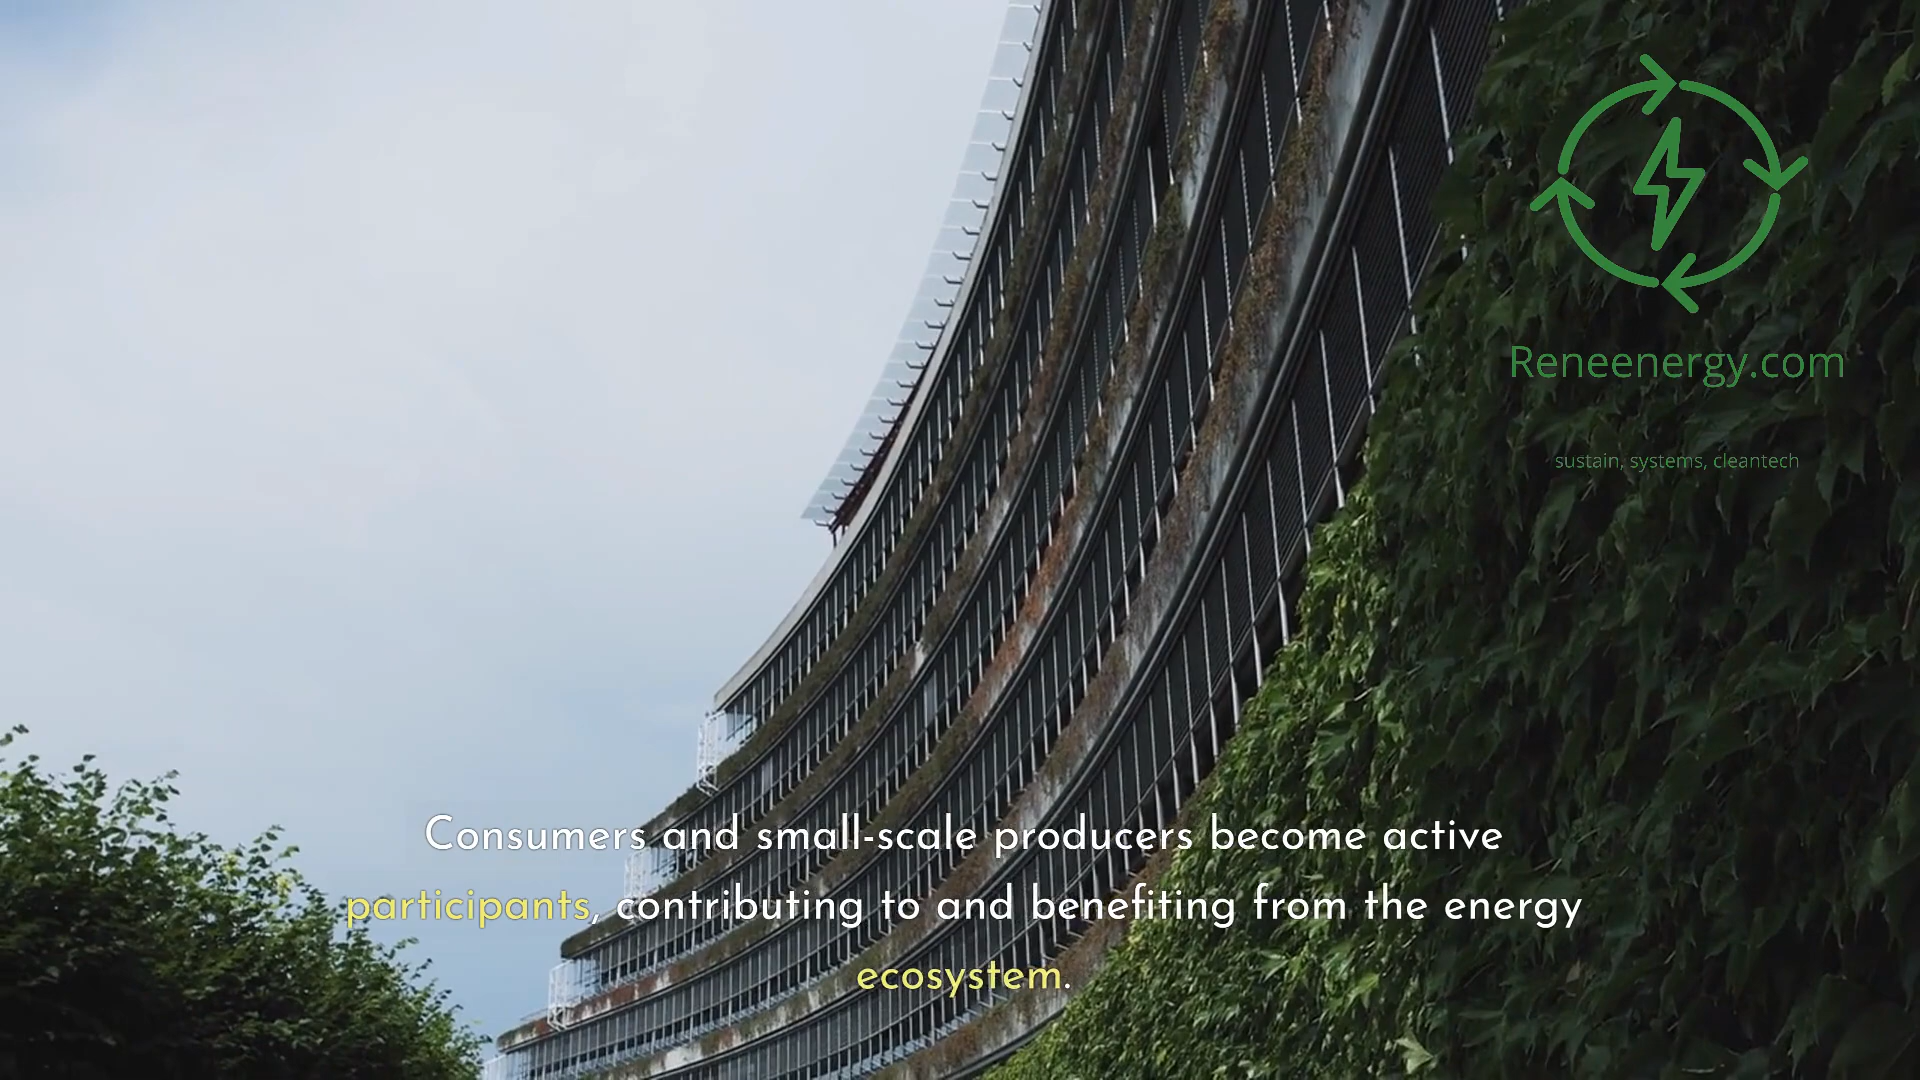 Reneenergy.com
sustain, systems, cleantech
Consumers and small-scale producers become active
participants, contributing to and benefiting from the energy
ecosystem.